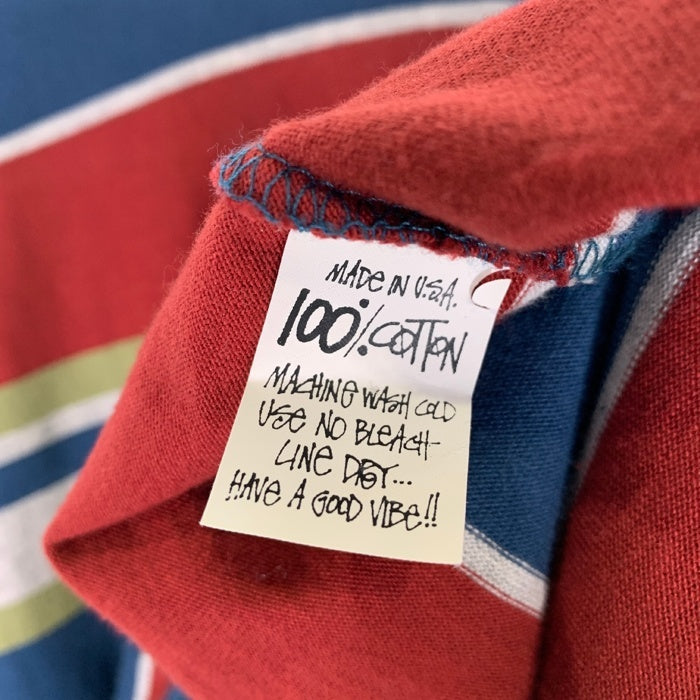 MADE IN U.S.A.
100% COTTON
MACHINE WASH COLD
USE NO BLEACH-
LINE DRY...
HAVE A GOOD VIBE!!